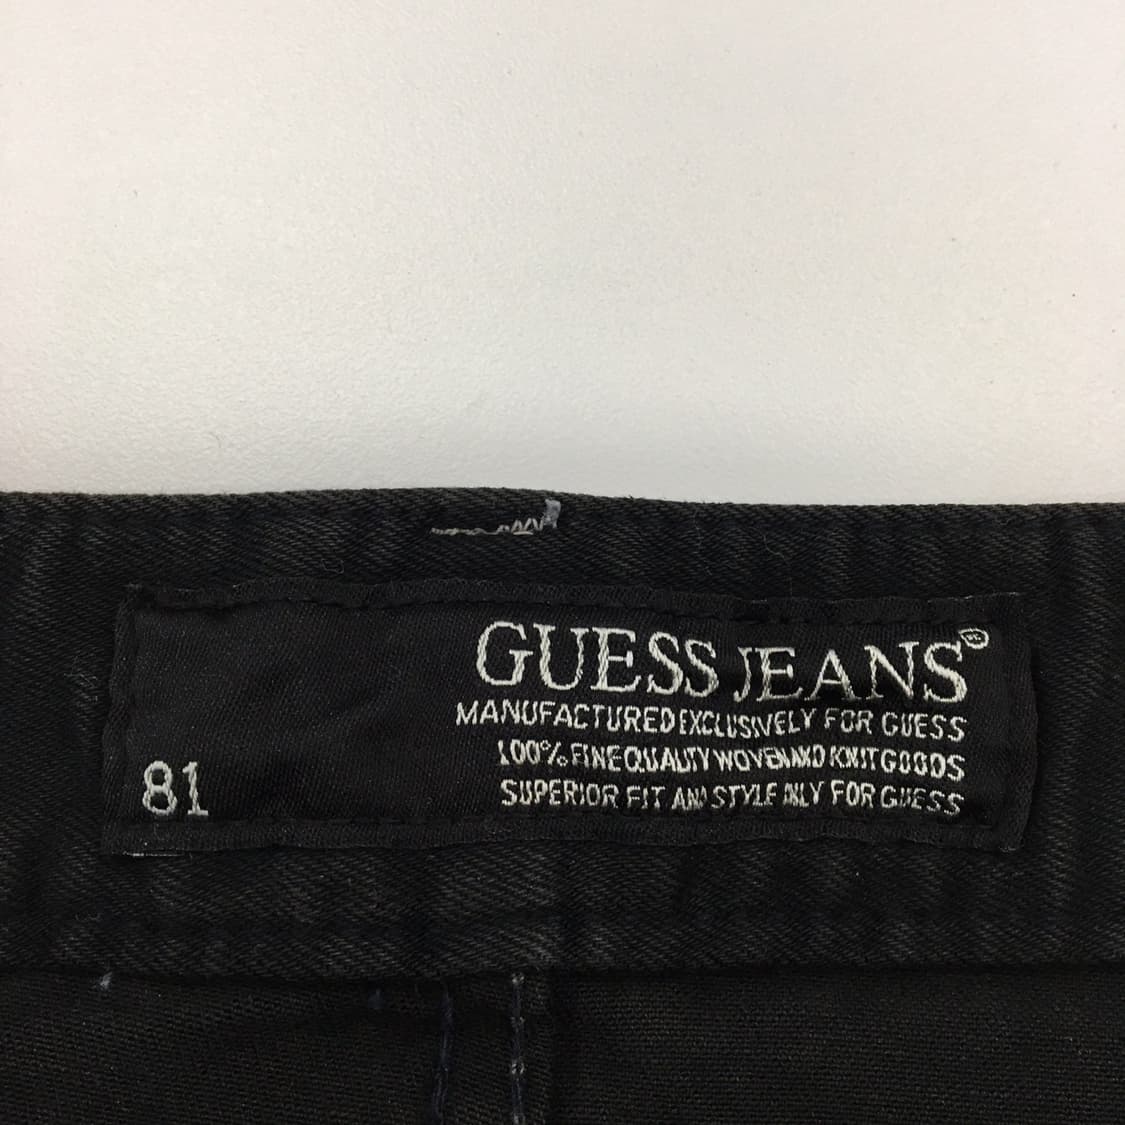 GUESS JEANS®
MANUFACTURED EXCLUSIVELY FOR GUESS
100% FINE QUALITY WOVEN AND KNIT GOODS
SUPERIOR FIT AND STYLE ONLY FOR GUESS
81